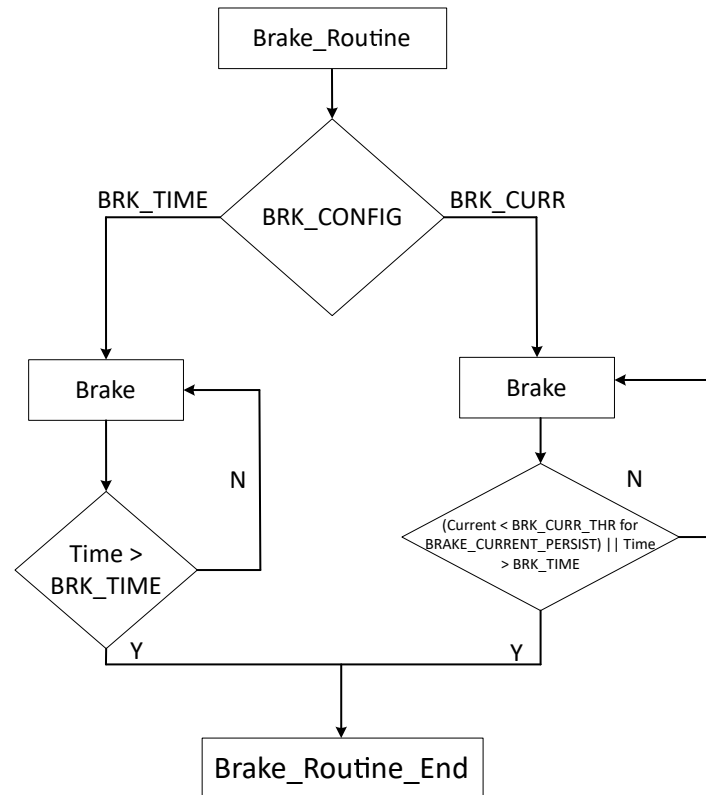 Brake_Routine
BRK_TIME
BRK_CONFIG
BRK_CURR
Brake
Brake
N
N
(Current < BRK_CURR_THR for
BRAKE_CURRENT_PERSIST) || Time
> BRK_TIME
Time >
BRK_TIME
Y
Y
Brake_Routine_End